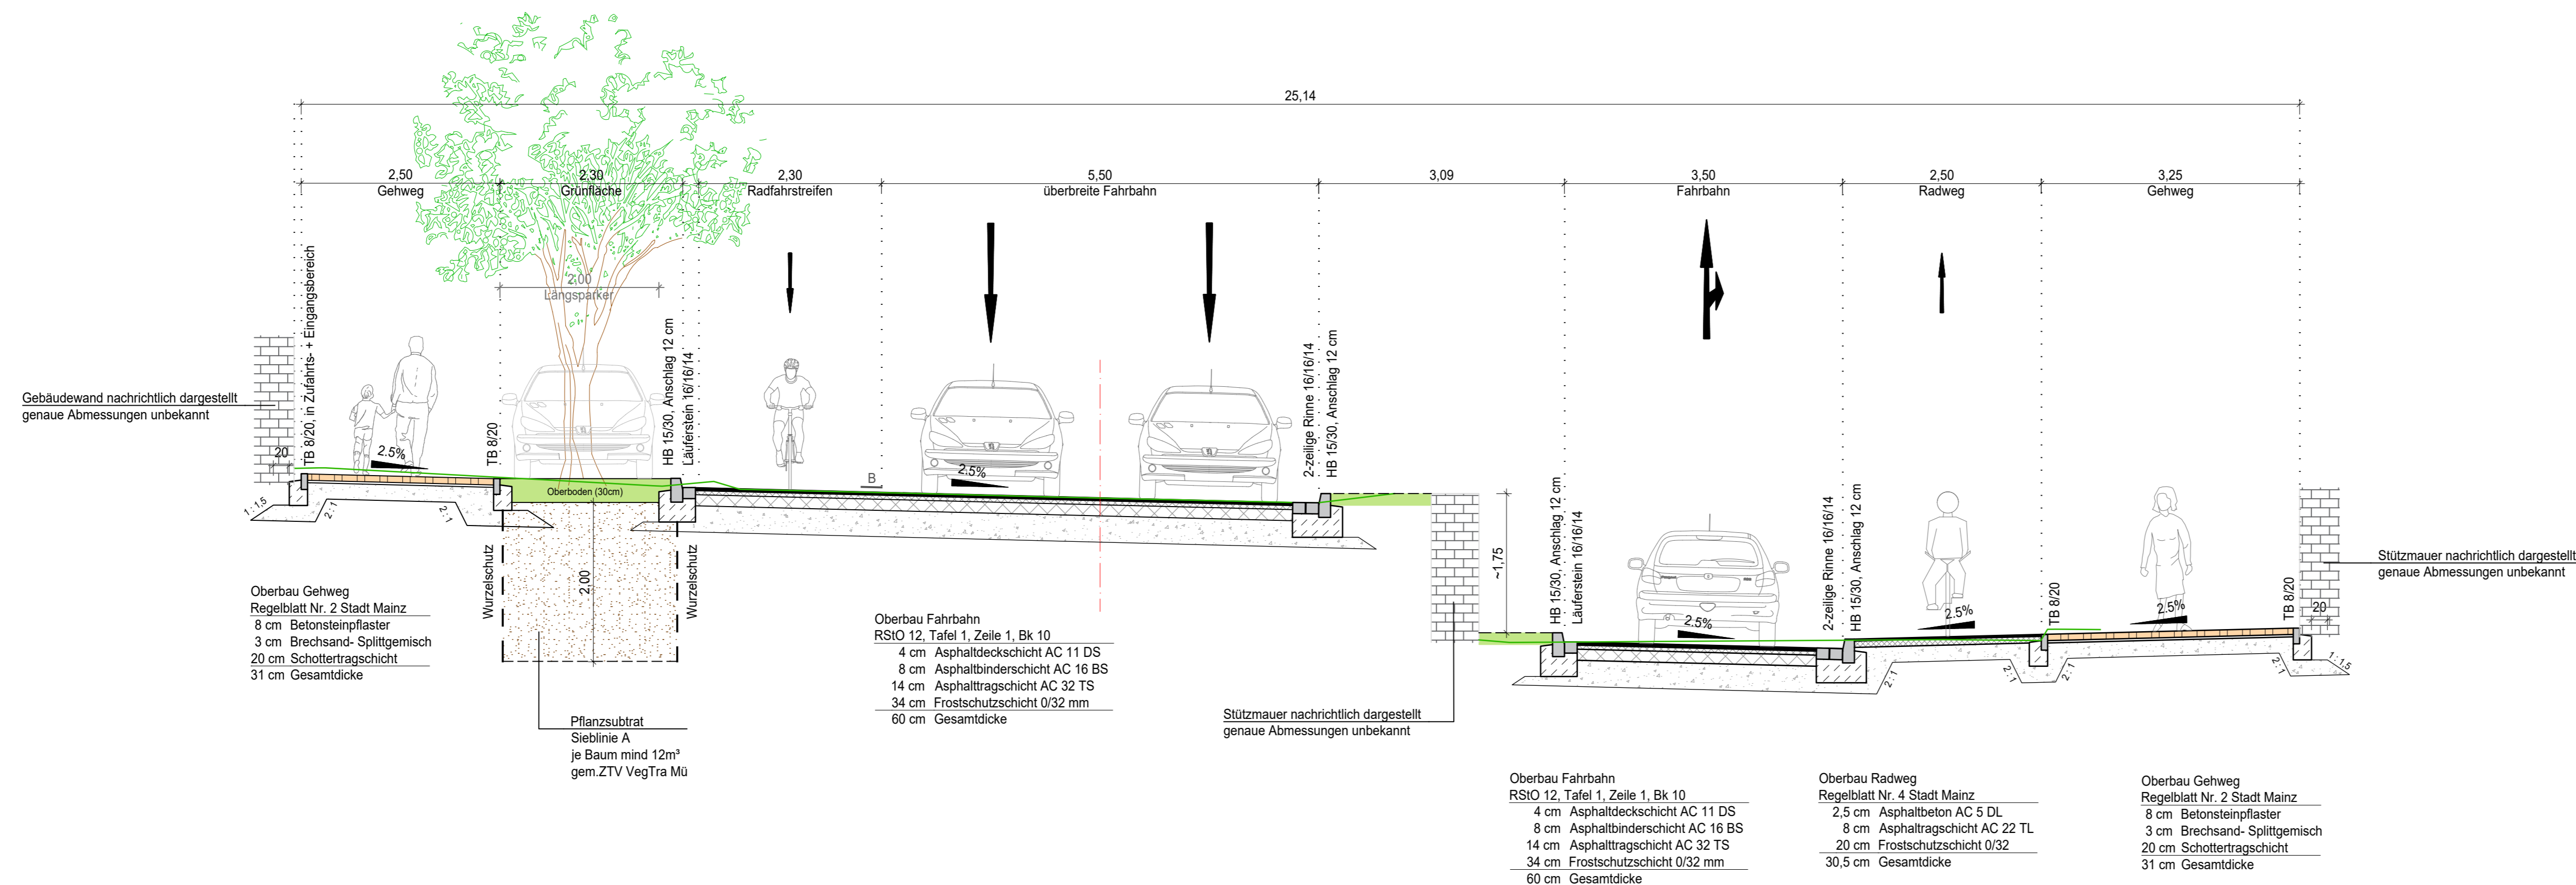 25,14
2,50
Gehweg
2,30
Grünfläche
2,30
Radfahrstreifen
5,50
überbreite Fahrbahn
3,09
3,50
Fahrbahn
2,50
Radweg
3,25
Gehweg
2,00
Längsparker
TB 8/20, in Zufahrts- + Eingangsbereich
TB 8/20
HB 15/30, Anschlag 12 cm
Läuferstein 16/16/14
2-zeilige Rinne 16/16/14
HB 15/30, Anschlag 12 cm
Gebäudewand nachrichtlich dargestellt
genaue Abmessungen unbekannt
20
2.5%
Oberboden (30cm)
B
2.5%
1:1,5
2:1
2:1
Wurzelschutz
2,00
Wurzelschutz
~1,75
HB 15/30, Anschlag 12 cm
Läuferstein 16/16/14
2-zeilige Rinne 16/16/14
HB 15/30, Anschlag 12 cm
TB 8/20
TB 8/20
2.5%
2.5%
2.5%
20
2:1
2:1
2:1
2:1
1:1,5
Stützmauer nachrichtlich dargestellt
genaue Abmessungen unbekannt
Oberbau Gehweg
Regelblatt Nr. 2 Stadt Mainz
8 cm Betonsteinpflaster
3 cm Brechsand- Splittgemisch
20 cm Schottertragschicht
31 cm Gesamtdicke
Pflanzsubtrat
Sieblinie A
je Baum mind 12m³
gem.ZTV VegTra Mü
Oberbau Fahrbahn
RStO 12, Tafel 1, Zeile 1, Bk 10
4 cm Asphaltdeckschicht AC 11 DS
8 cm Asphaltbinderschicht AC 16 BS
14 cm Asphalttragschicht AC 32 TS
34 cm Frostschutzschicht 0/32 mm
60 cm Gesamtdicke
Stützmauer nachrichtlich dargestellt
genaue Abmessungen unbekannt
Oberbau Fahrbahn
RStO 12, Tafel 1, Zeile 1, Bk 10
4 cm Asphaltdeckschicht AC 11 DS
8 cm Asphaltbinderschicht AC 16 BS
14 cm Asphalttragschicht AC 32 TS
34 cm Frostschutzschicht 0/32 mm
60 cm Gesamtdicke
Oberbau Radweg
Regelblatt Nr. 4 Stadt Mainz
2,5 cm Asphaltbeton AC 5 DL
8 cm Asphaltragschicht AC 22 TL
20 cm Frostschutzschicht 0/32
30,5 cm Gesamtdicke
Oberbau Gehweg
Regelblatt Nr. 2 Stadt Mainz
8 cm Betonsteinpflaster
3 cm Brechsand- Splittgemisch
20 cm Schottertragschicht
31 cm Gesamtdicke